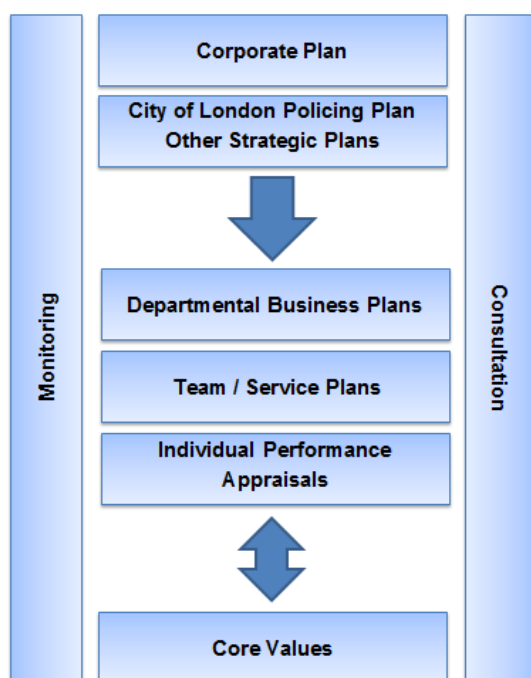 Corporate Plan
City of London Policing Plan
Other Strategic Plans
Departmental Business Plans
Team / Service Plans
Individual Performance
Appraisals
Core Values
Monitoring
Consultation